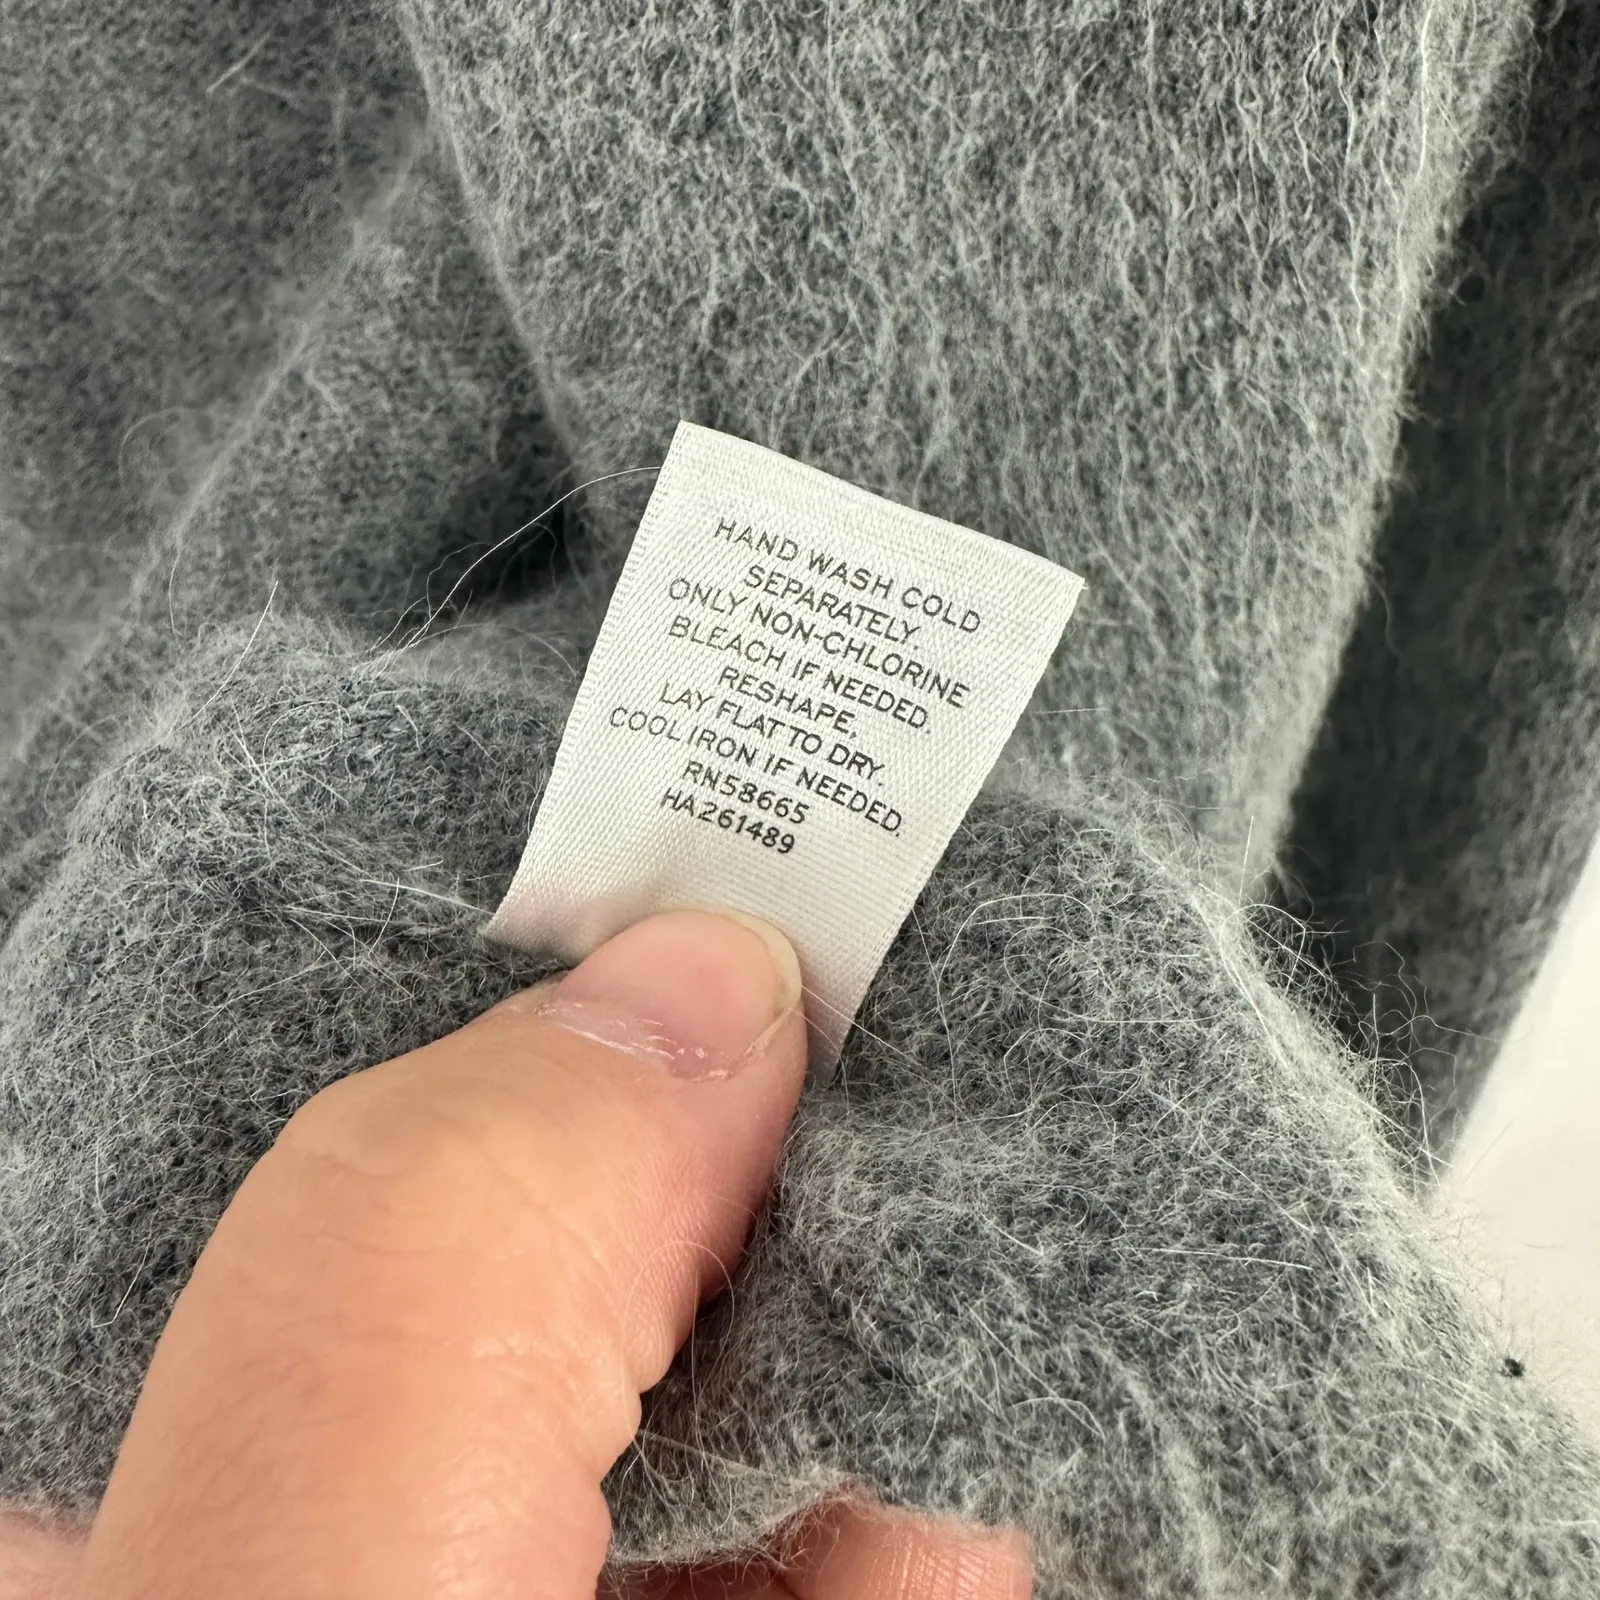 HAND WASH COLD
SEPARATELY.
ONLY NON-CHLORINE
BLEACH IF NEEDED.
RESHAPE,
LAY FLAT TO DRY.
COOL IRON IF NEEDED.
RN58665
HA261489